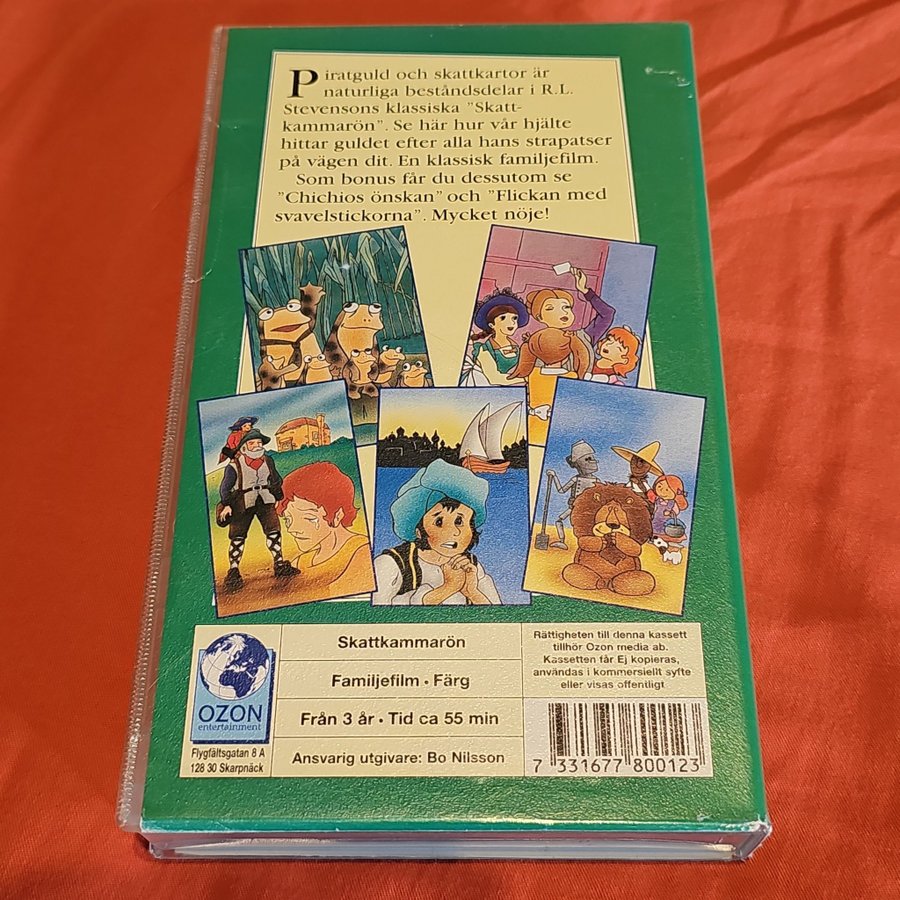 Piratguld och skattkartor är
naturliga beståndsdelar i R.L.
Stevensons klassiska "Skatt-
kammarön". Se här hur vår hjälte
hittar guldet efter alla hans strapatser
på vägen dit. En klassisk familjefilm.
Som bonus får du dessutom se
"Chichios önskan" och "Flickan med
svavelstickorna". Mycket nöje!
OZON
entertainment
Flygfältsgatan 8 A
128 30 Skarpnäck
Skattkammarön
Familjefilm • Färg
Från 3 år • Tid ca 55 min
Ansvarig utgivare: Bo Nilsson
Rättigheten till denna kassett
tillhör Ozon media ab.
Kassetten får Ej kopieras,
användas i kommersiellt syfte
eller visas offentligt
7 331677 800123